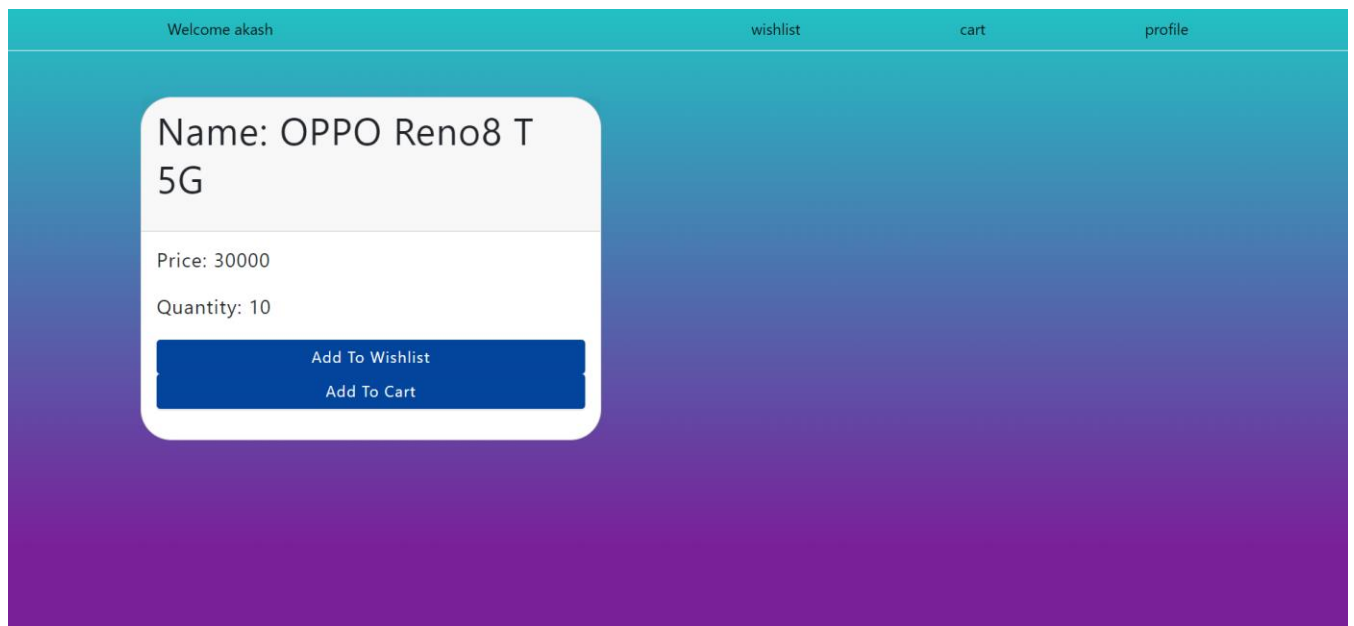 Welcome akash wishlist cart profile
Name: OPPO Reno8 T
5G
Price: 30000
Quantity: 10
Add To Wishlist
Add To Cart